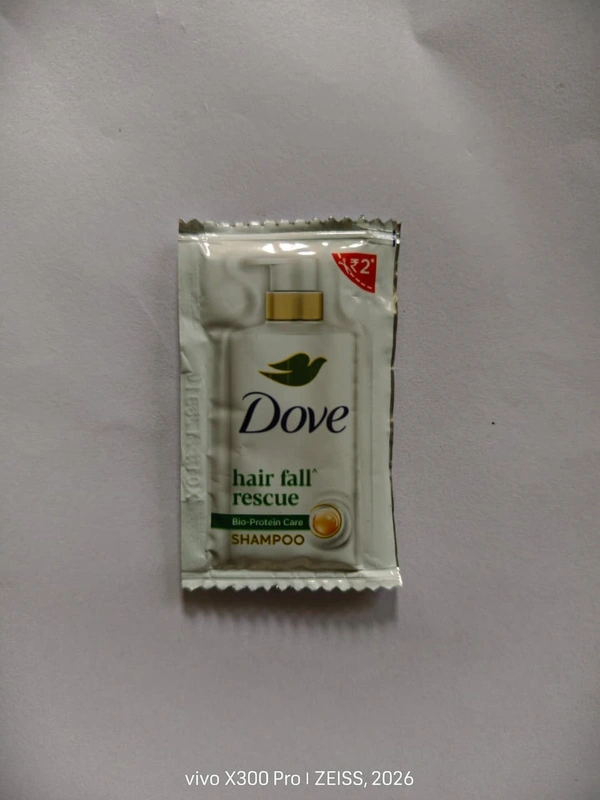 ₹2*
Dove
hair fall^
rescue
Bio-Protein Care
SHAMPOO
vivo X300 Pro | ZEISS, 2026